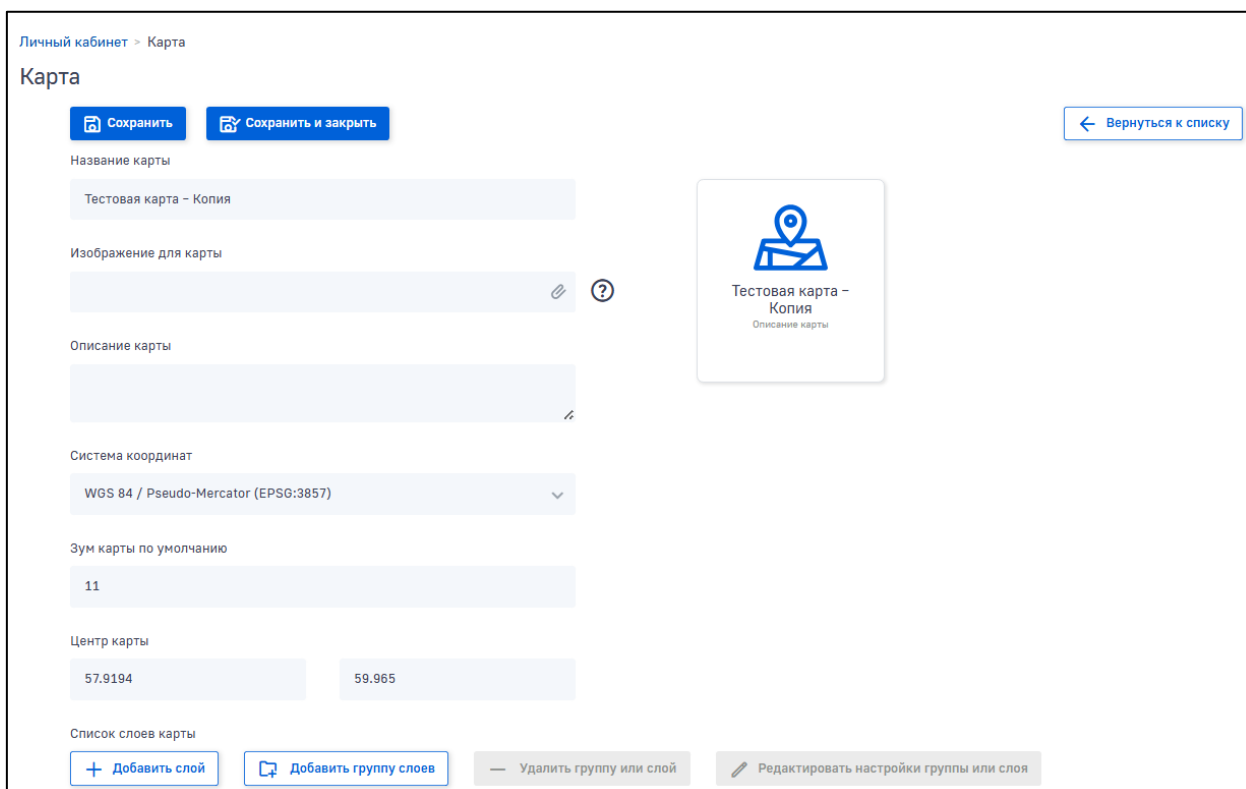 Личный кабинет > Карта
Карта
Сохранить
Сохранить и закрыть
Вернуться к списку
Название карты
Тестовая карта – Копия
Изображение для карты
?
Тестовая карта –
Копия
Описание карты
Описание карты
Система координат
WGS 84 / Pseudo-Mercator (EPSG:3857)
Зум карты по умолчанию
11
Центр карты
57.9194
59.965
Список слоев карты
Добавить слой
Добавить группу слоев
Удалить группу или слой
Редактировать настройки группы или слоя